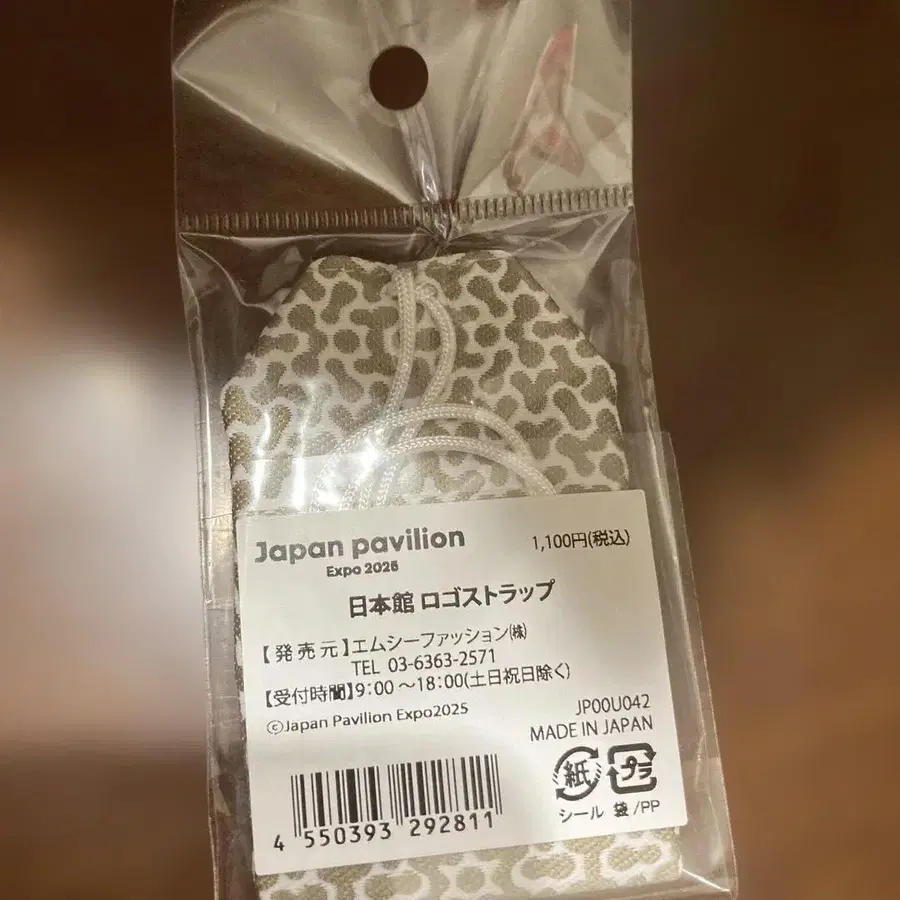 Japan pavilion
Expo 2025
1,100円(税込)
日本館 ロゴストラップ
【発売元】エムシーファッション㈱
TEL 03-6363-2571
【受付時間】9:00～18:00(土日祝日除く)
©Japan Pavilion Expo2025
JP00U042
MADE IN JAPAN
4 550393 292811
紙 プラ
シール 袋/PP